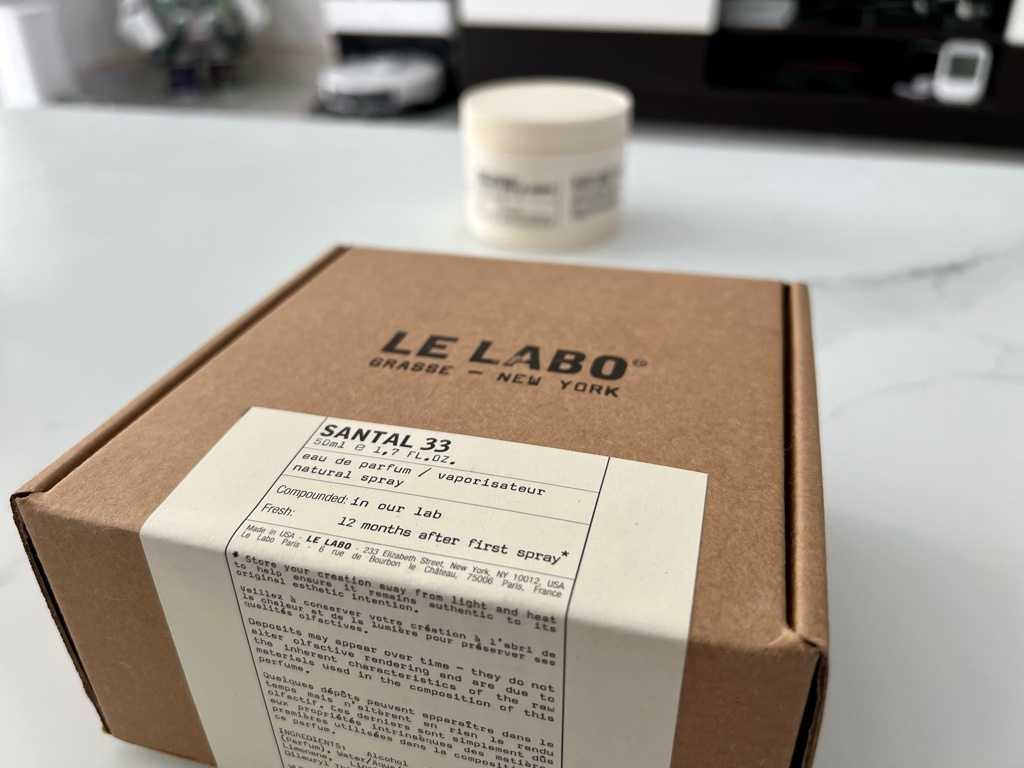 LE LABO
GRASSE — NEW YORK
SANTAL 33
50ml e 1,7 FL.OZ.
eau de parfum / vaporisateur
natural spray
Compounded: in our lab
Fresh: 12 months after first spray*
Made in USA - LE LABO - 233 Elizabeth Street, New York, NY 10012, USA
Le Labo Paris - 6 rue de Bourbon le Château, 75006 Paris, France
* Store your creation away from light and heat
to help ensure it remains authentic to its
original esthetic intention.
Veillez à conserver votre création à l'abri de
la chaleur et de la lumière pour préserver ses
qualités olfactives.
Deposits may appear over time — they do not
alter olfactive rendering and are due to
the inherent characteristics of the raw
materials used in the composition of this
perfume.
Quelques dépôts peuvent apparaître dans le
temps mais n'altèrent en rien le rendu
olfactif. Ces derniers sont simplement dûs
aux propriétés intrinsèques des matières
premières utilisées dans la composition de
ce parfum.
INGREDIENTS: Alcohol
(Parfum), Water/Aqua
Limonene,